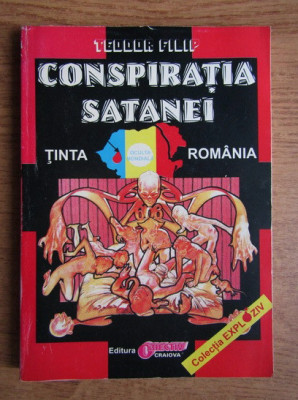 TEODOR FILIP
CONSPIRAȚIA
SATANEI
ȚINTA
ROMÂNIA
Editura
CRAIOVA
Colecția EXPLOZIV